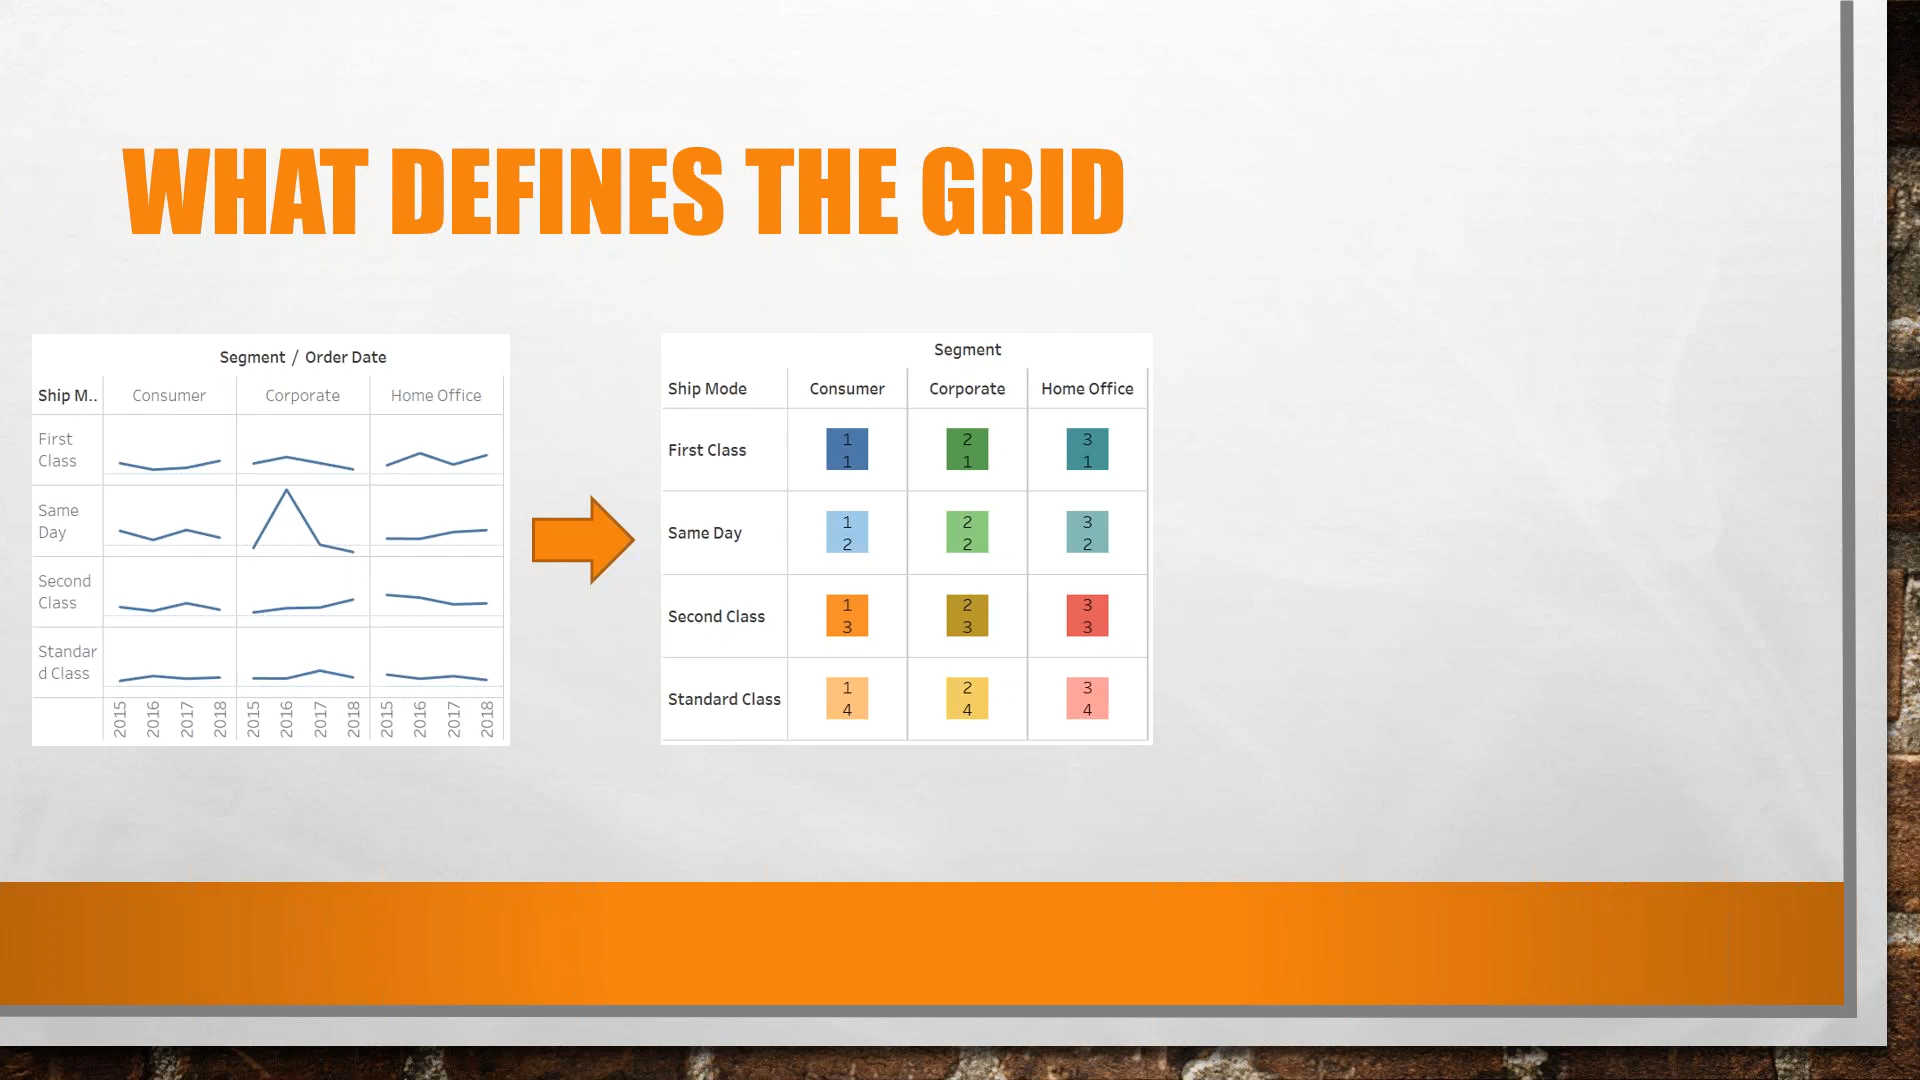 WHAT DEFINES THE GRID
Segment / Order Date
Ship M.. Consumer Corporate Home Office
First
Class
Same
Day
Second
Class
Standar
d Class
2015 2016 2017 2018 2015 2016 2017 2018 2015 2016 2017 2018
Segment
Ship Mode Consumer Corporate Home Office
First Class
1 2 3
1 1 1
Same Day
1 2 3
2 2 2
Second Class
1 2 3
3 3 3
Standard Class
1 2 3
4 4 4